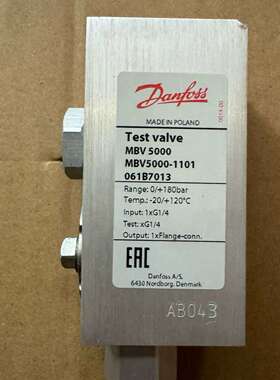 Danfoss
MADE IN POLAND
Test valve
MBV 5000
MBV5000-1101
061B7013
Range: 0/+180bar
Temp.: -20/+120°C
Input: 1xG1/4
Test: xG1/4
Output: 1xFlange-conn.
EAC
Danfoss A/S,
6430 Nordborg, Denmark
AB043